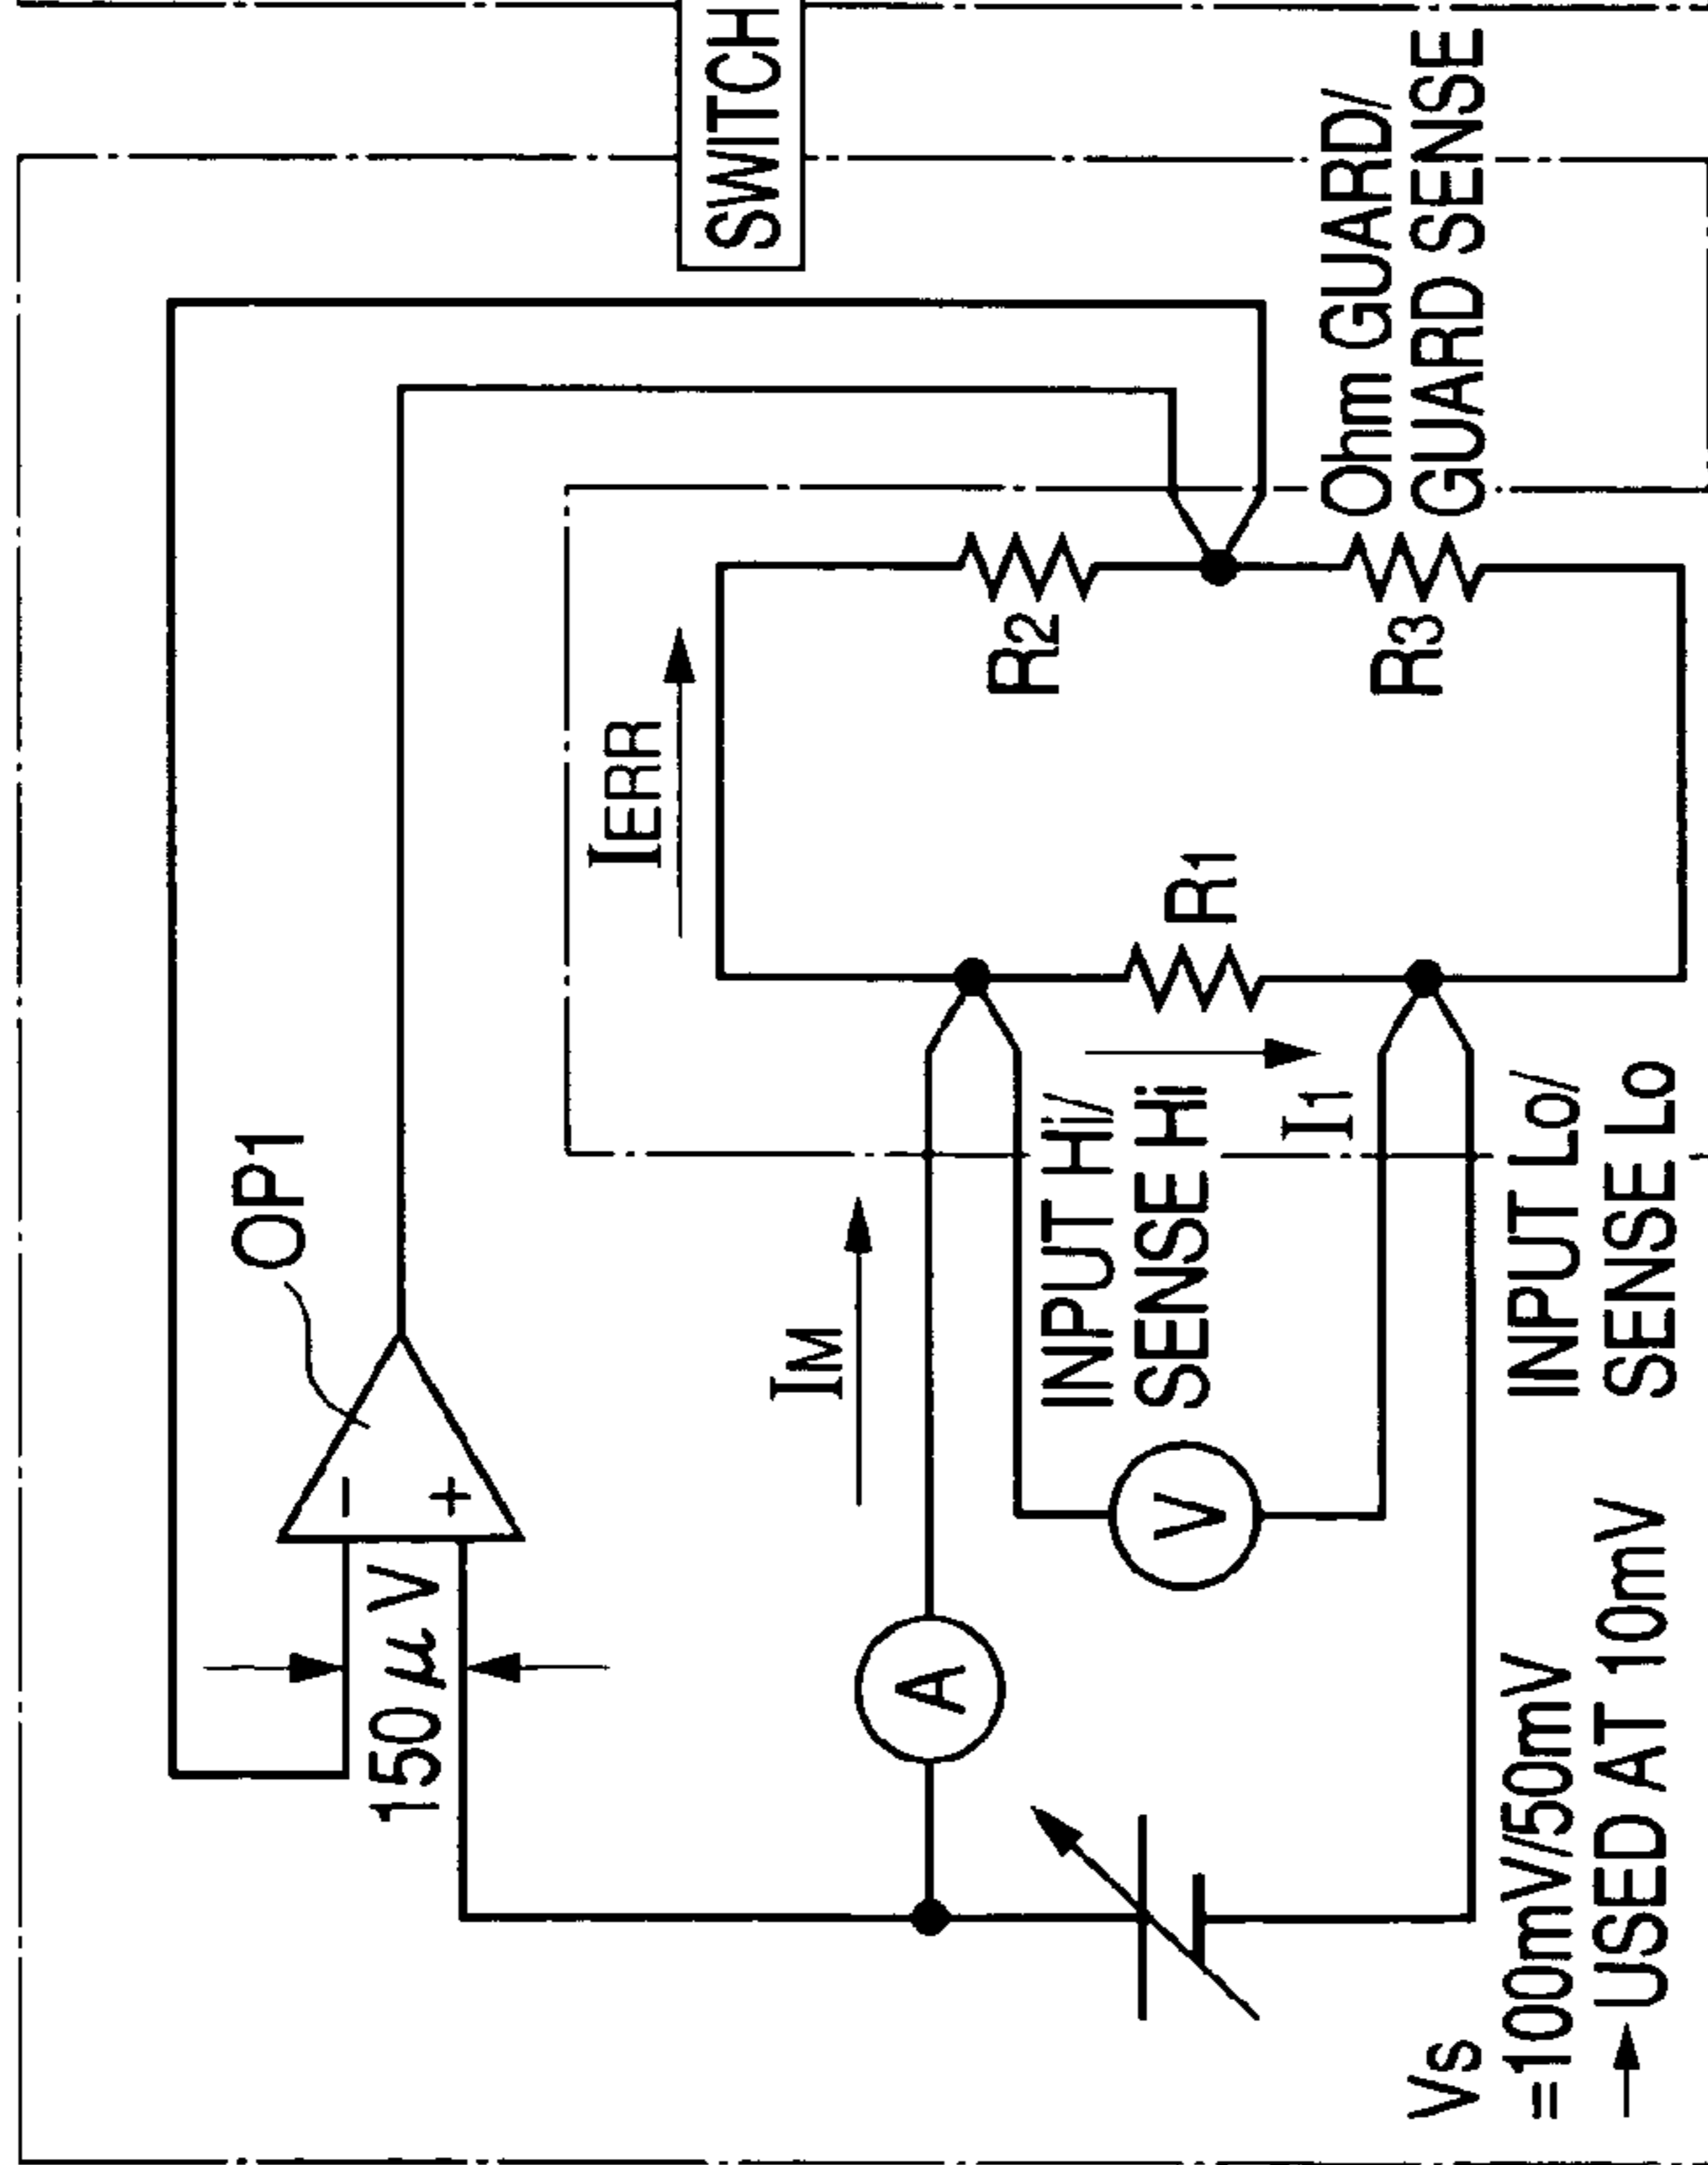 SWITCH
Ohm GUARD/
GUARD SENSE
IERR
R2
R3
R1
I1
OP1
−
+
150μV
IM
INPUT Hi/
SENSE Hi
INPUT Lo/
SENSE Lo
A
V
Vs
=100mV/50mV
→ USED AT 10mV